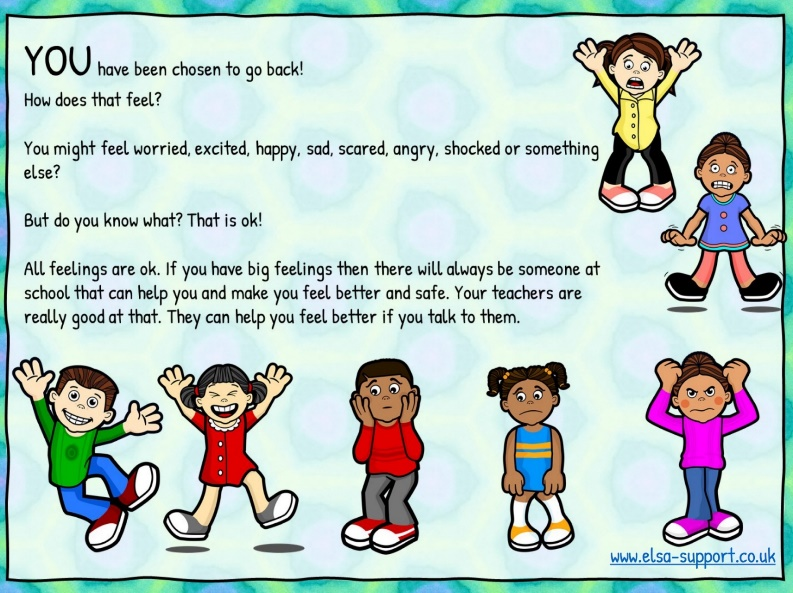 YOU have been chosen to go back!
How does that feel?
You might feel worried, excited, happy, sad, scared, angry, shocked or something
else?
But do you know what? That is ok!
All feelings are ok. If you have big feelings then there will always be someone at
school that can help you and make you feel better and safe. Your teachers are
really good at that. They can help you feel better if you talk to them.
www.elsa-support.co.uk